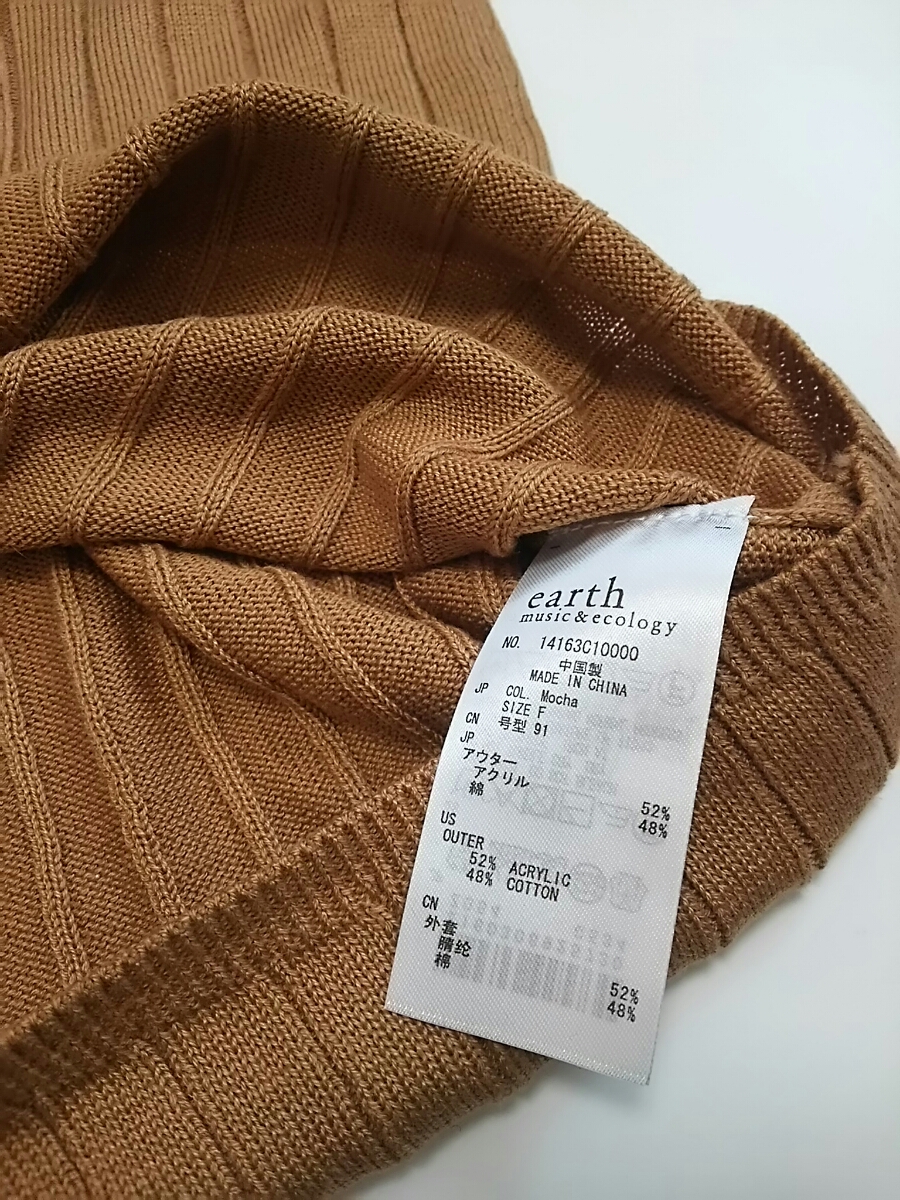 earth
music&ecology
NO. 14163C10000
中国製
MADE IN CHINA
JP COL. Mocha
SIZE F
CN 号型 91
JP
アウター
アクリル 52%
綿 48%
US
OUTER
52% ACRYLIC
48% COTTON
CN
外套
腈纶 52%
棉 48%